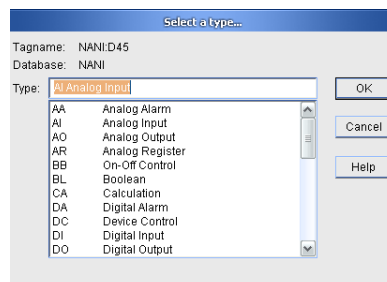 Select a type...
Tagname: NANI:D45
Database: NANI
Type: AI Analog Input
OK
Cancel
Help
AA Analog Alarm
AI Analog Input
AO Analog Output
AR Analog Register
BB On-Off Control
BL Boolean
CA Calculation
DA Digital Alarm
DC Device Control
DI Digital Input
DO Digital Output